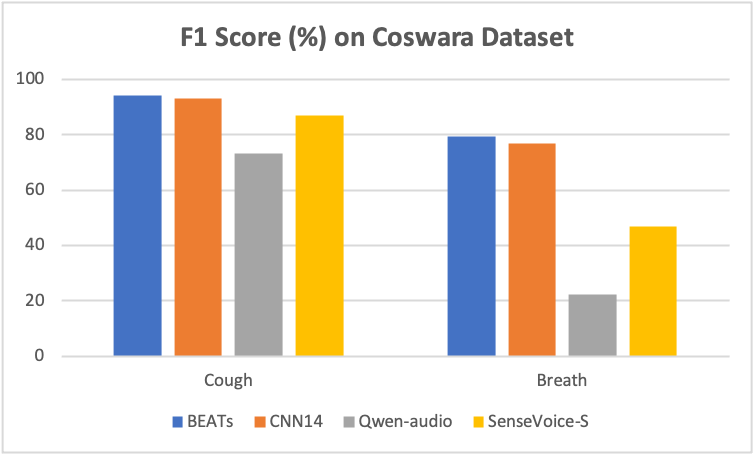 F1 Score (%) on Coswara Dataset
100
80
60
40
20
0
Cough Breath
BEATs CNN14 Qwen-audio SenseVoice-S